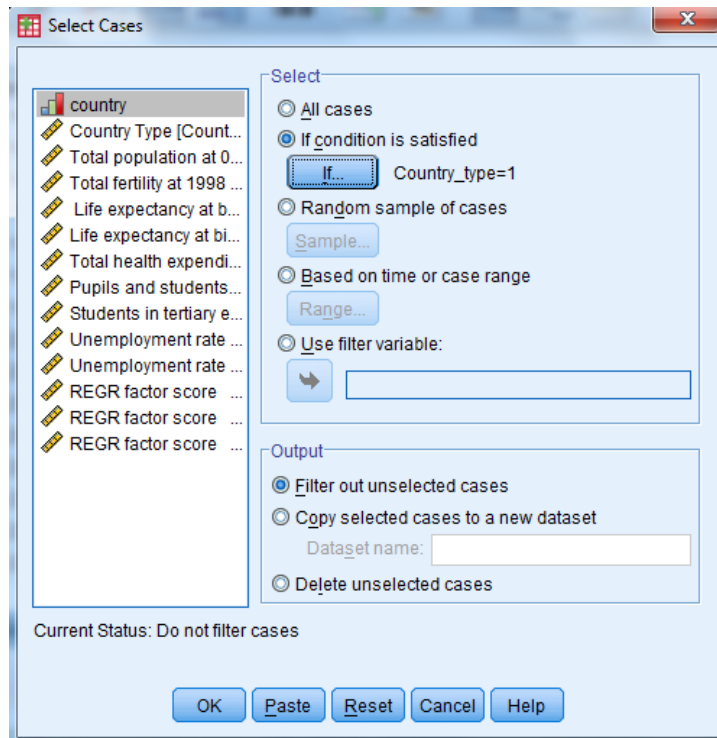 Select Cases
country
Country Type [Count...
Total population at 0...
Total fertility at 1998 ...
Life expectancy at b...
Life expectancy at bi...
Total health expendi...
Pupils and students...
Students in tertiary e...
Unemployment rate ...
Unemployment rate ...
REGR factor score ...
REGR factor score ...
REGR factor score ...
Select
All cases
If condition is satisfied
If... Country_type=1
Random sample of cases
Sample...
Based on time or case range
Range...
Use filter variable:
Output
Filter out unselected cases
Copy selected cases to a new dataset
Dataset name:
Delete unselected cases
Current Status: Do not filter cases
OK Paste Reset Cancel Help